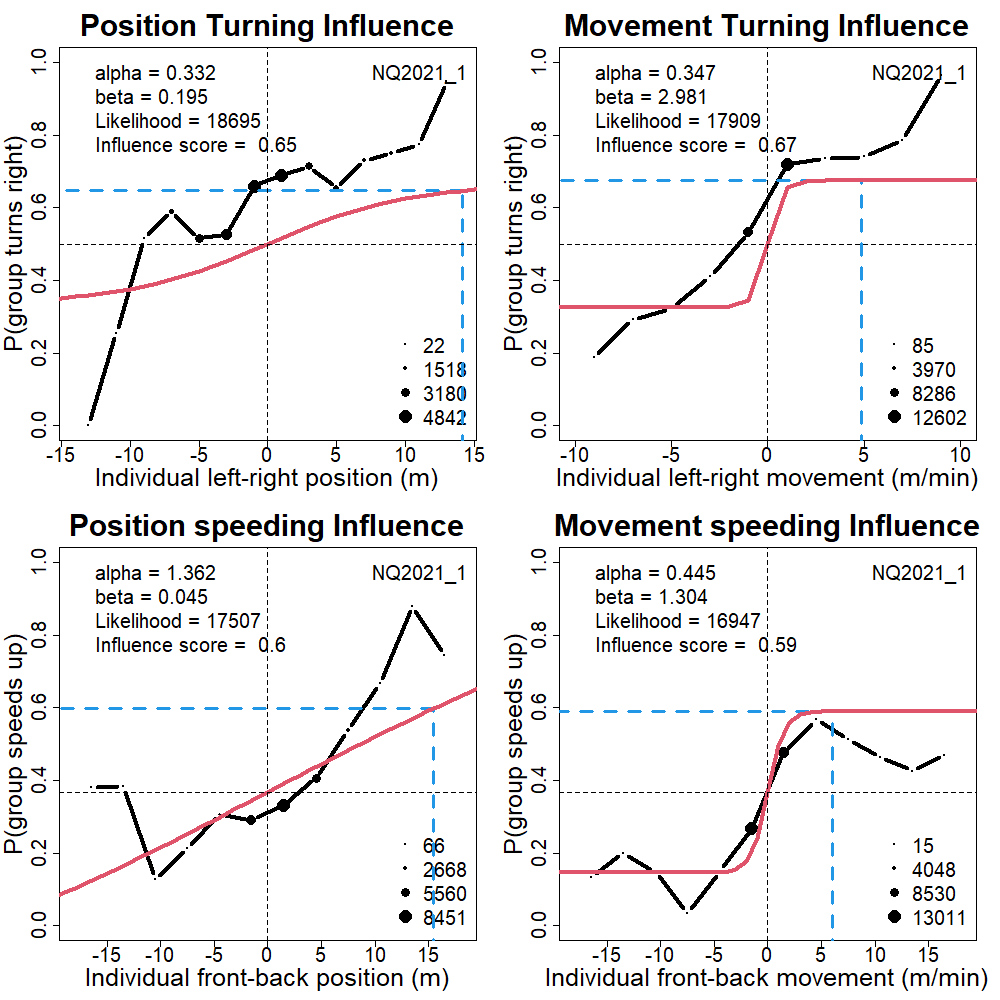 Position Turning Influence
alpha = 0.332
NQ2021_1
beta = 0.195
Likelihood = 18695
Influence score = 0.65
P(group turns right)
0.0 0.2 0.4 0.6 0.8 1.0
22
1518
3180
4842
-15 -10 -5 0 5 10 15
Individual left-right position (m)
Movement Turning Influence
alpha = 0.347
NQ2021_1
beta = 2.981
Likelihood = 17909
Influence score = 0.67
P(group turns right)
0.0 0.2 0.4 0.6 0.8 1.0
85
3970
8286
12602
-10 -5 0 5 10
Individual left-right movement (m/min)
Position speeding Influence
alpha = 1.362
NQ2021_1
beta = 0.045
Likelihood = 17507
Influence score = 0.6
P(group speeds up)
0.0 0.2 0.4 0.6 0.8 1.0
66
2668
5560
8451
-10 -5 0 5 10 15
Individual front-back position (m)
Movement speeding Influence
alpha = 0.445
NQ2021_1
beta = 1.304
Likelihood = 16947
Influence score = 0.59
P(group speeds up)
0.0 0.2 0.4 0.6 0.8 1.0
15
4048
8530
13011
-15 -10 -5 0 5 10 15
Individual front-back movement (m/min)